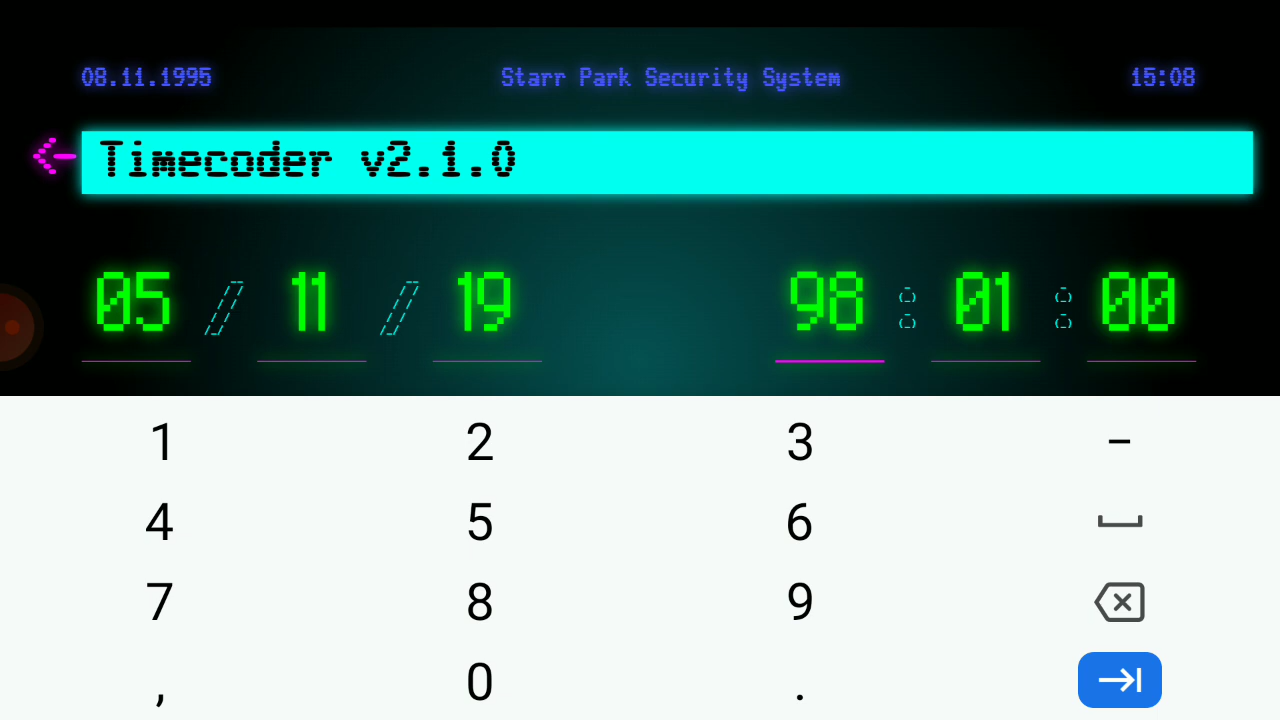 08.11.1995 Starr Park Security System 15:08
Timecoder v2.1.0
05 // 11 // 19 98 : 01 : 00
1 2 3 –
4 5 6
7 8 9
, 0 .